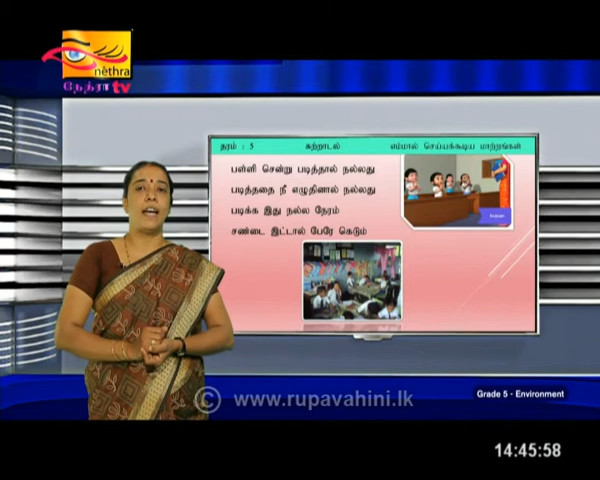 nethra
நேத்ரா tv
தரம் : 5 சுற்றாடல் எம்மால் செய்யக்கூடிய மாற்றங்கள்
பள்ளி சென்று படித்தால் நல்லது
படித்ததை நீ எழுதினால் நல்லது
படிக்க இது நல்ல நேரம்
சண்டை இட்டால் பேரே கெடும்
Grade 5 - Environment
© www.rupavahini.lk
14:45:58